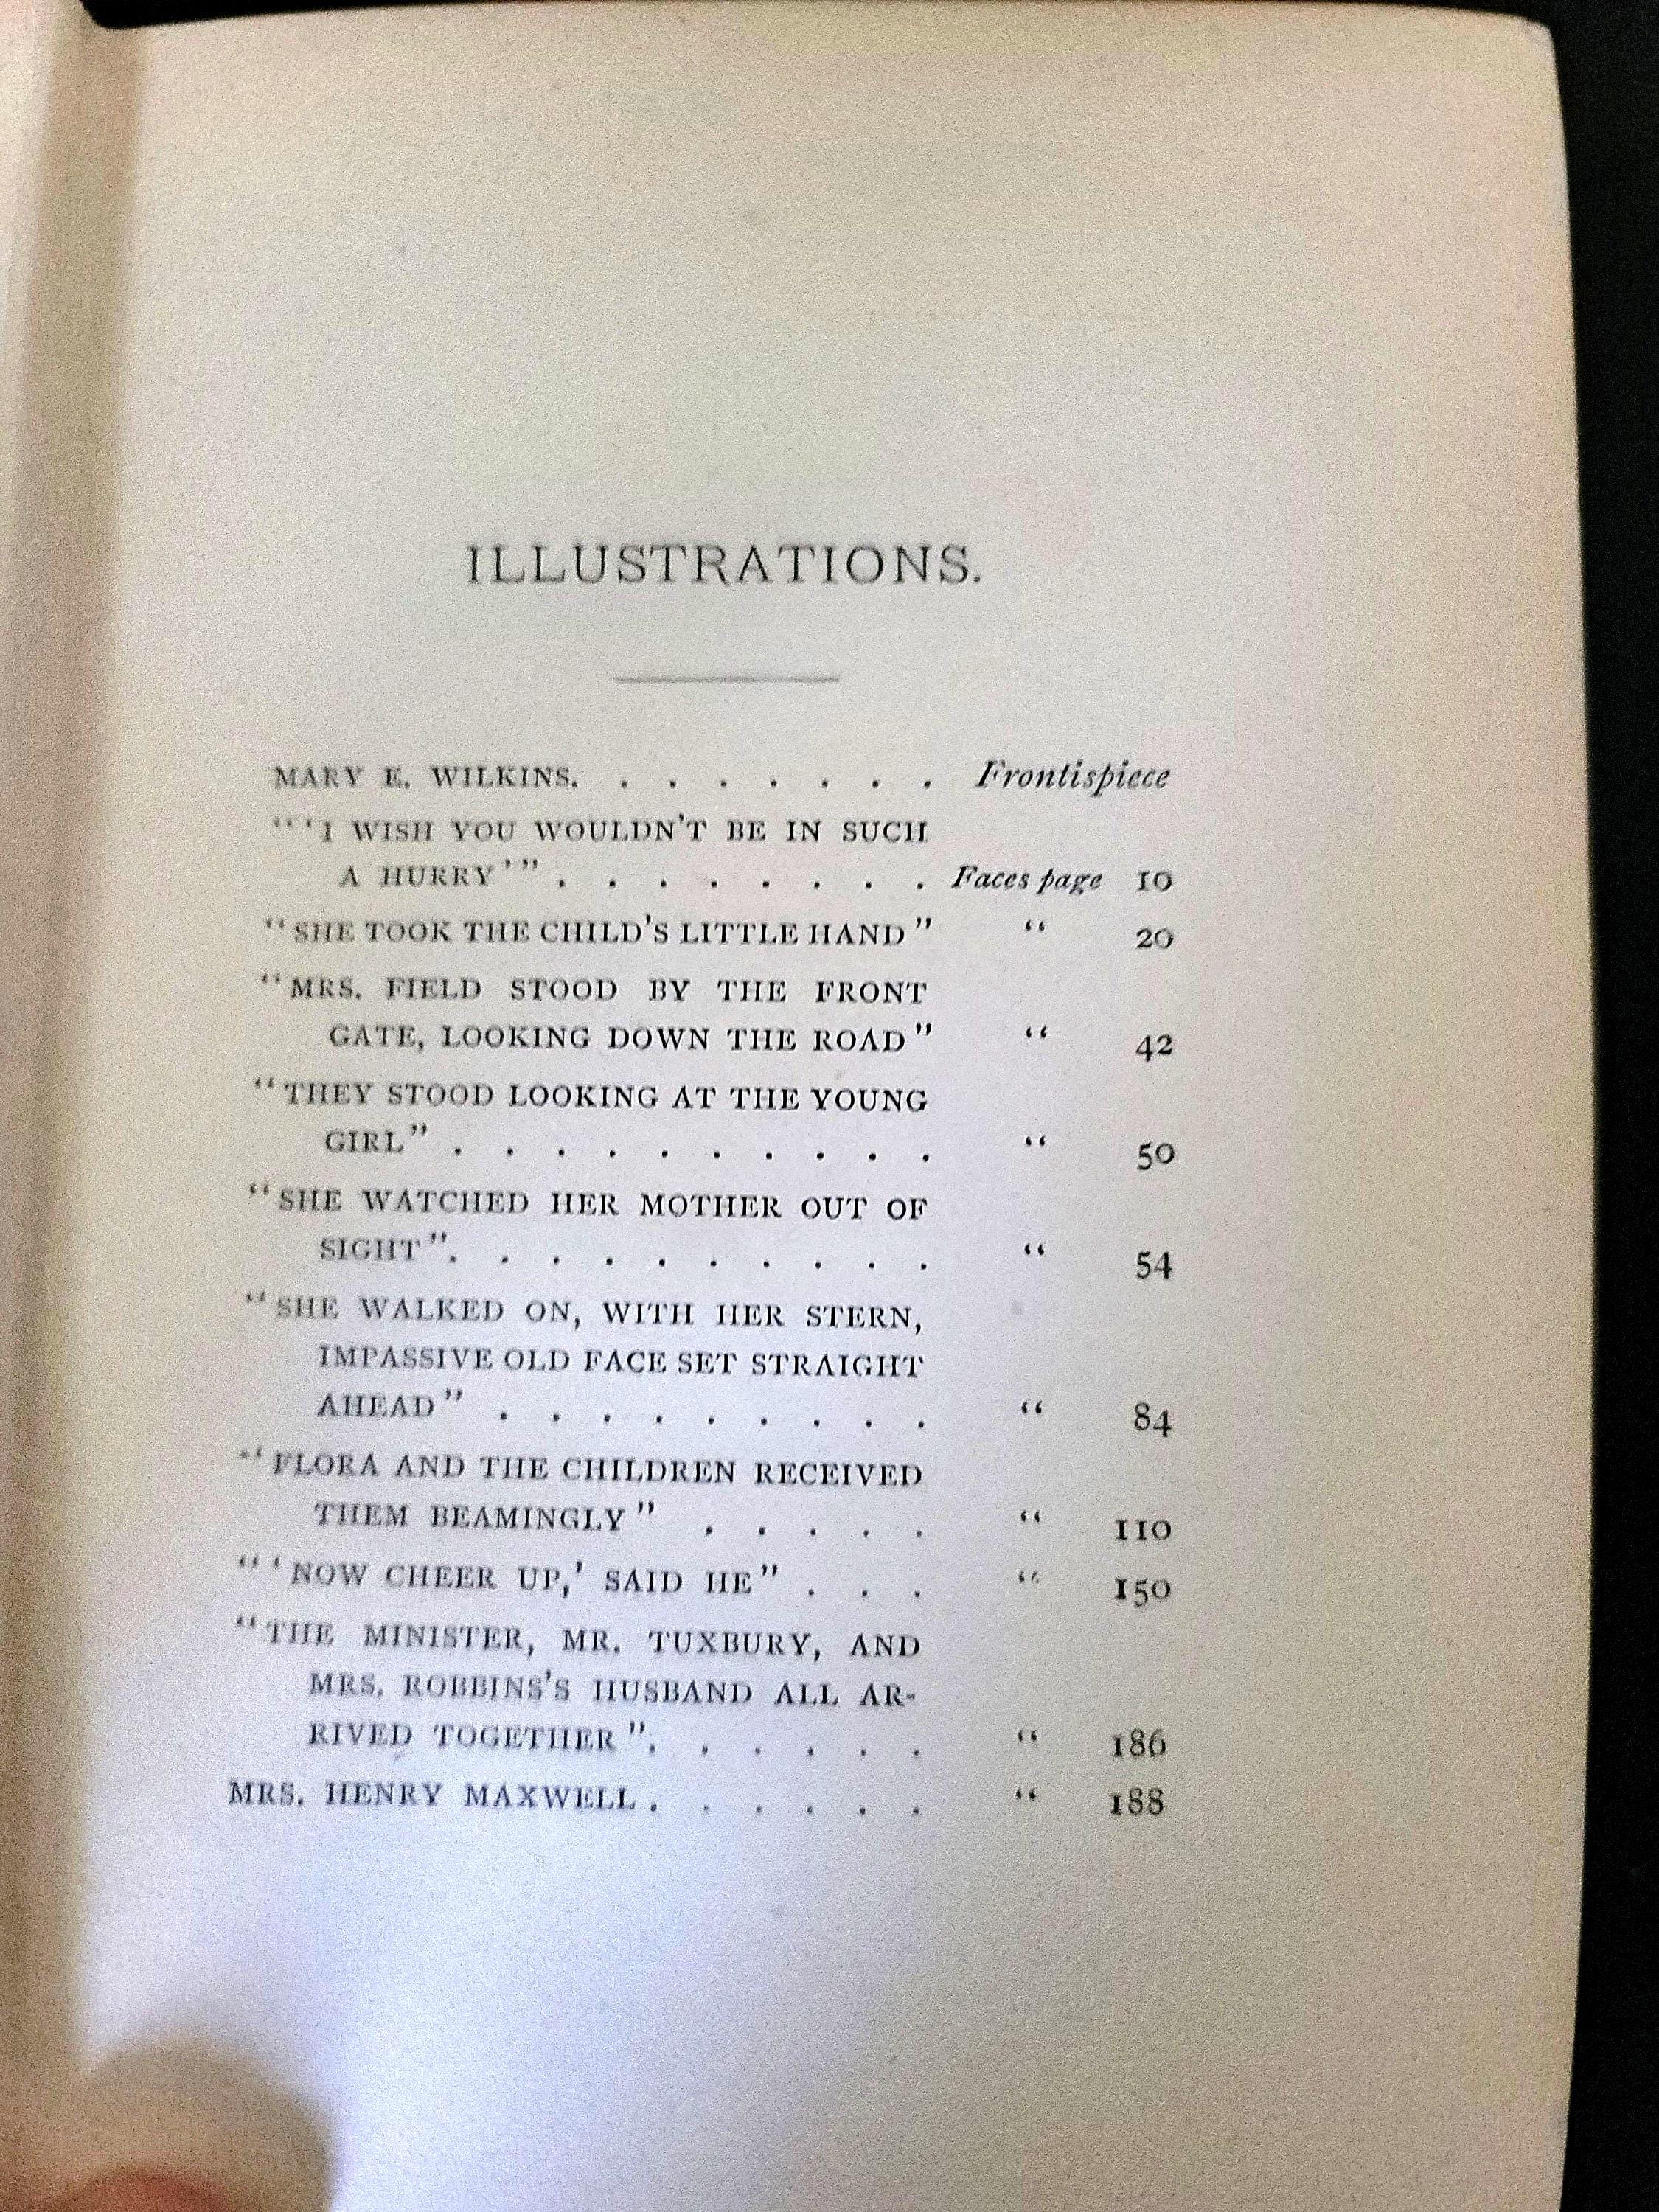 ILLUSTRATIONS.
MARY E. WILKINS. . . . . . . . Frontispiece
"'I WISH YOU WOULDN'T BE IN SUCH
A HURRY'" . . . . . . . . Faces page 10
"SHE TOOK THE CHILD'S LITTLE HAND" " 20
"MRS. FIELD STOOD BY THE FRONT
GATE, LOOKING DOWN THE ROAD" " 42
"THEY STOOD LOOKING AT THE YOUNG
GIRL" . . . . . . . . . . " 50
"SHE WATCHED HER MOTHER OUT OF
SIGHT". . . . . . . . . . " 54
"SHE WALKED ON, WITH HER STERN,
IMPASSIVE OLD FACE SET STRAIGHT
AHEAD" . . . . . . . . . " 84
"FLORA AND THE CHILDREN RECEIVED
THEM BEAMINGLY" . . . . . " 110
"'NOW CHEER UP,' SAID HE" . . . " 150
"THE MINISTER, MR. TUXBURY, AND
MRS. ROBBINS'S HUSBAND ALL AR-
RIVED TOGETHER". . . . . . " 186
MRS. HENRY MAXWELL . . . . . . " 188